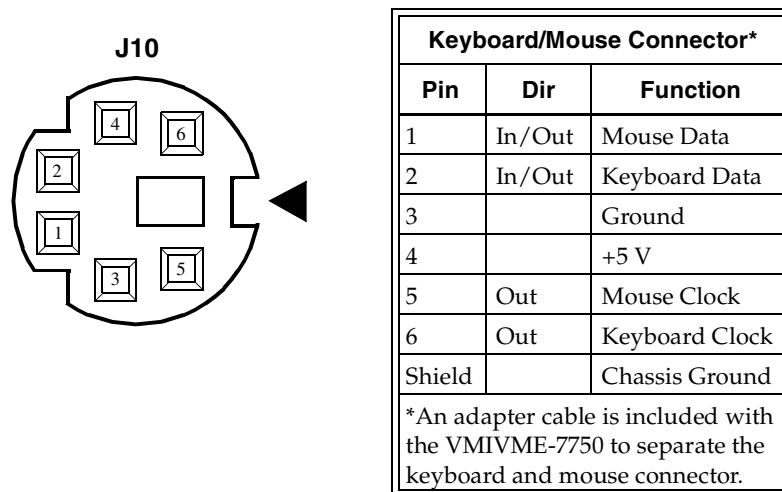 J10
4
6
2
1
3
5
Keyboard/Mouse Connector*
Pin Dir Function
1 In/Out Mouse Data
2 In/Out Keyboard Data
3 Ground
4 +5 V
5 Out Mouse Clock
6 Out Keyboard Clock
Shield Chassis Ground
*An adapter cable is included with
the VMIVME-7750 to separate the
keyboard and mouse connector.